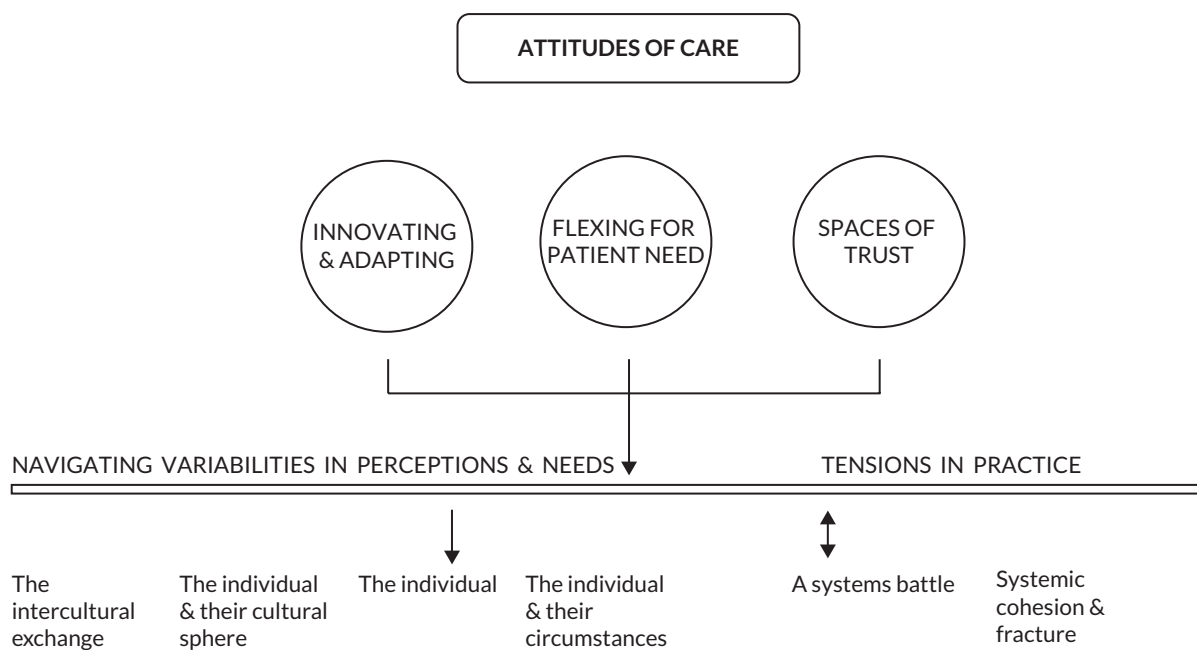 ATTITUDES OF CARE
INNOVATING
& ADAPTING
FLEXING FOR
PATIENT NEED
SPACES OF
TRUST
NAVIGATING VARIABILITIES IN PERCEPTIONS & NEEDS
TENSIONS IN PRACTICE
The
intercultural
exchange
The individual
& their cultural
sphere
The individual
The individual
& their
circumstances
A systems battle
Systemic
cohesion &
fracture